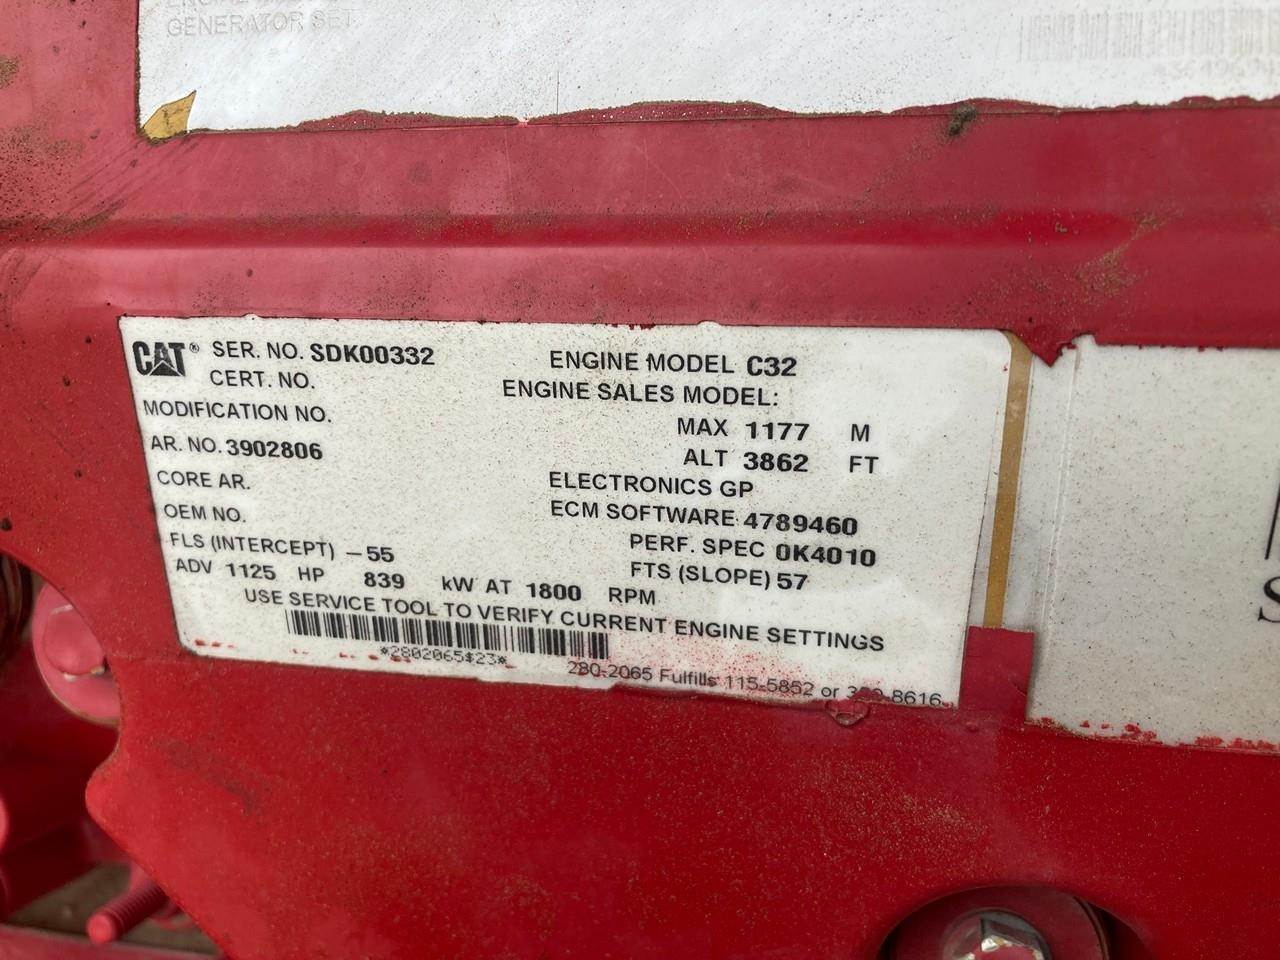 GENERATOR SET
CAT® SER. NO. SDK00332
CERT. NO.
MODIFICATION NO.
AR. NO. 3902806
CORE AR.
OEM NO.
FLS (INTERCEPT) -55
ENGINE MODEL C32
ENGINE SALES MODEL:
MAX 1177 M
ALT 3862 FT
ELECTRONICS GP
ECM SOFTWARE 4789460
PERF. SPEC 0K4010
FTS (SLOPE) 57
ADV 1125 HP 839 kW AT 1800 RPM
USE SERVICE TOOL TO VERIFY CURRENT ENGINE SETTINGS
*2802065$23*
280-2065 Fulfills 115-5852 or
S